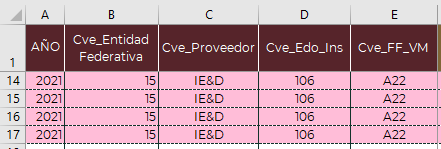 A B C D E
1 AÑO Cve_Entidad Federativa Cve_Proveedor Cve_Edo_Ins Cve_FF_VM
14 2021 15 IE&D 106 A22
15 2021 15 IE&D 106 A22
16 2021 15 IE&D 106 A22
17 2021 15 IE&D 106 A22